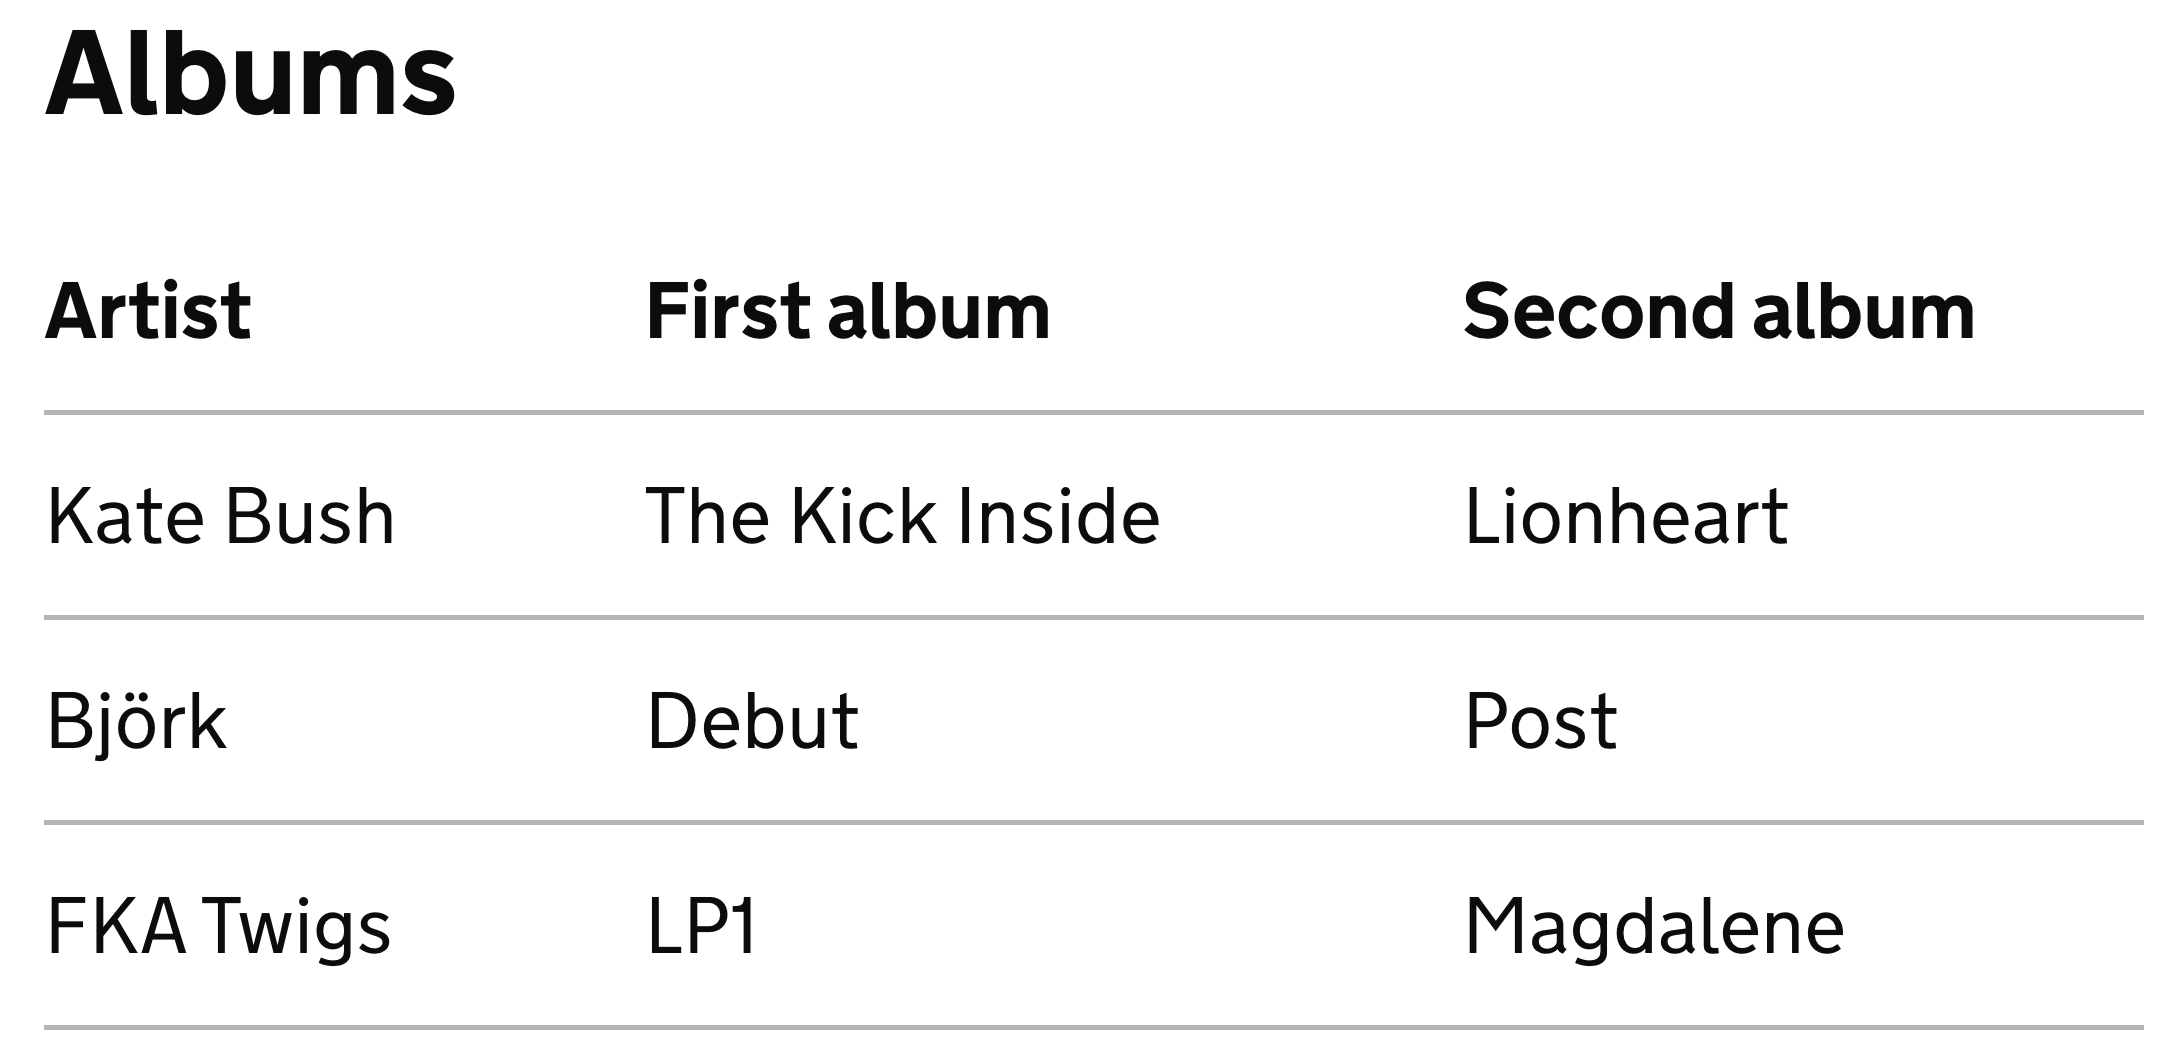 Albums
Artist First album Second album
Kate Bush The Kick Inside Lionheart
Björk Debut Post
FKA Twigs LP1 Magdalene